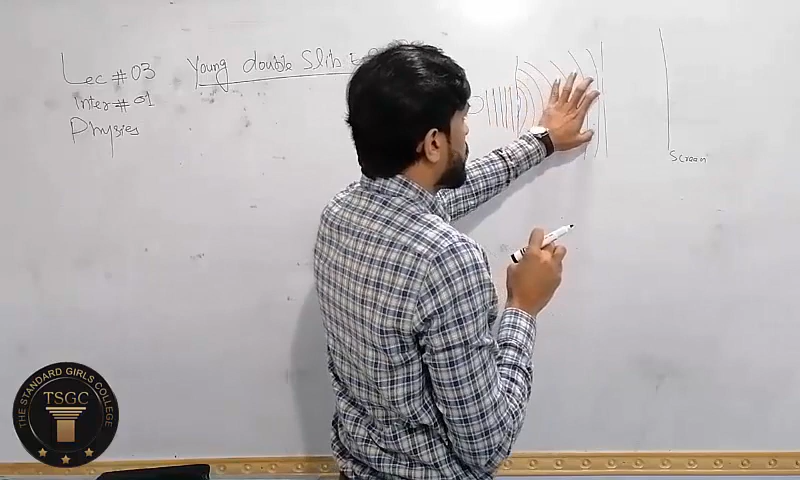 Lec # 03
Young double Slit E
Inter # 01
Physics
Screen
THE STANDARD GIRLS COLLEGE
TSGC